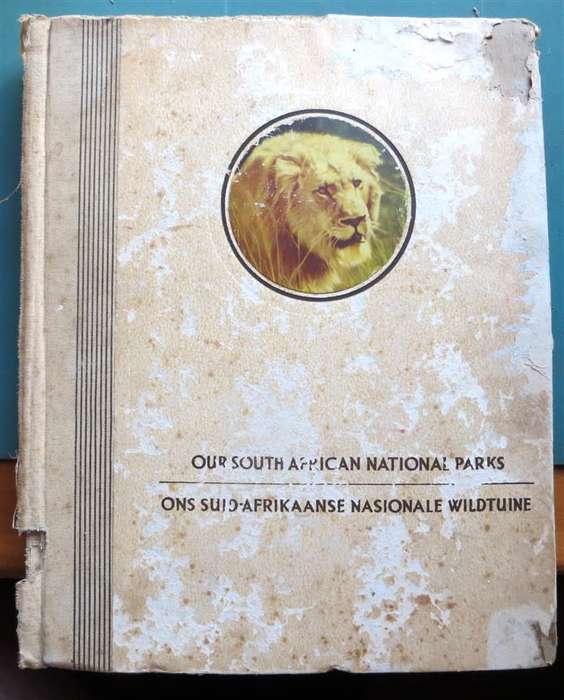 OUR SOUTH AFRICAN NATIONAL PARKS
ONS SUID-AFRIKAANSE NASIONALE WILDTUINE